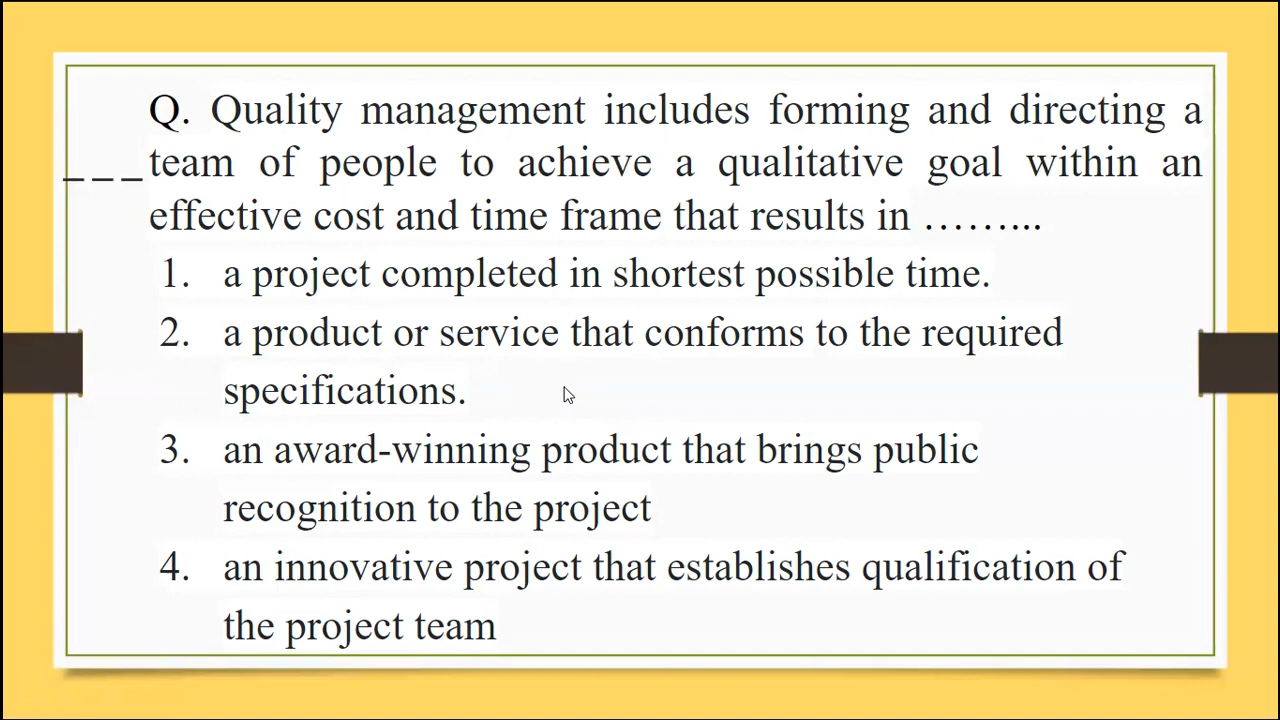 Q. Quality management includes forming and directing a
___team of people to achieve a qualitative goal within an
effective cost and time frame that results in ……...
1. a project completed in shortest possible time.
2. a product or service that conforms to the required
specifications.
3. an award-winning product that brings public
recognition to the project
4. an innovative project that establishes qualification of
the project team